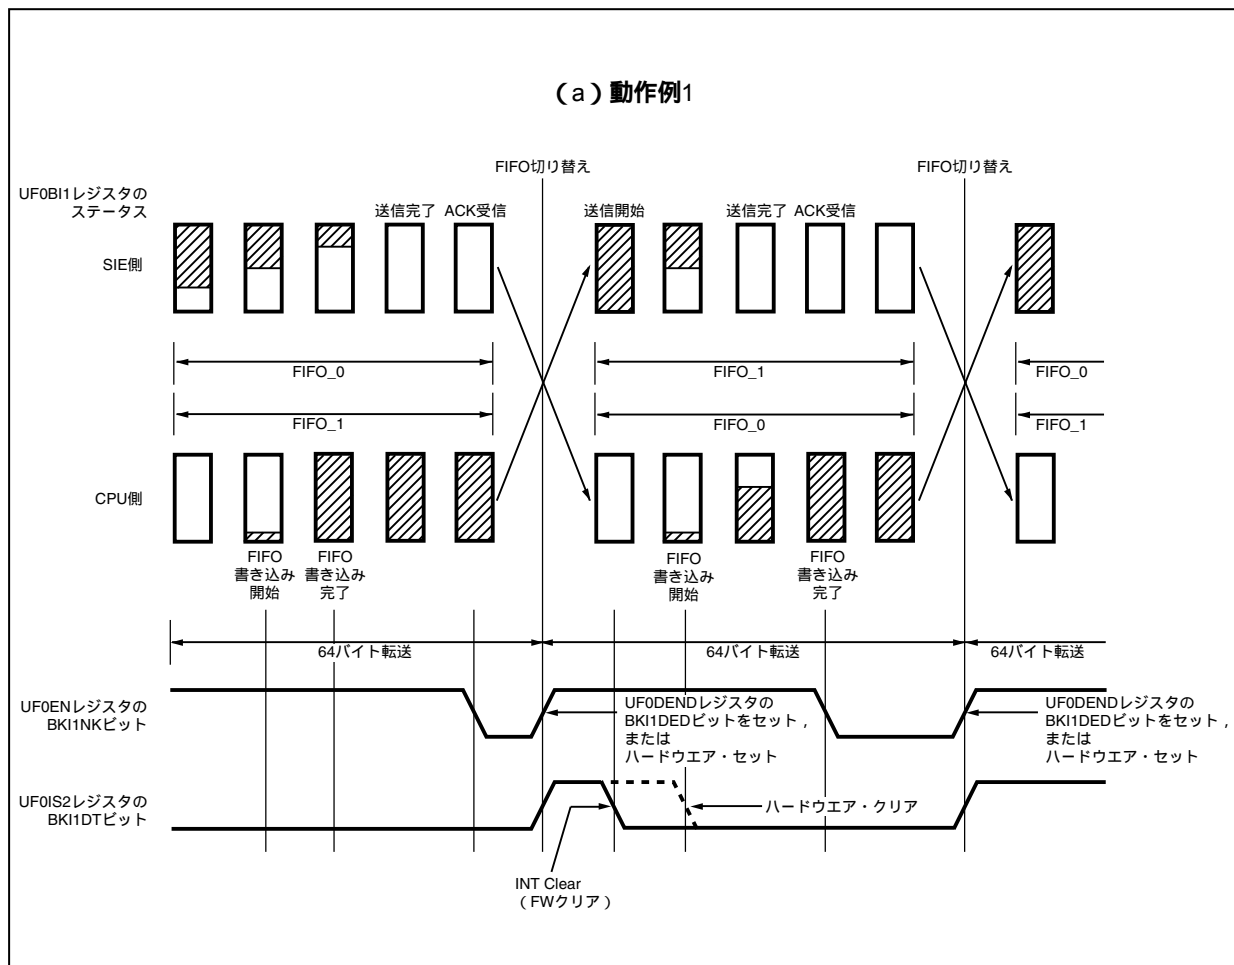 （a）動作例1
FIFO切り替え
FIFO切り替え
UF0BI1レジスタの
ステータス
送信完了
ACK受信
送信開始
送信完了
ACK受信
SIE側
FIFO_0
FIFO_1
FIFO_0
FIFO_1
FIFO_0
FIFO_1
CPU側
FIFO
書き込み
開始
FIFO
書き込み
完了
FIFO
書き込み
開始
FIFO
書き込み
完了
64バイト転送
64バイト転送
64バイト転送
UF0ENレジスタの
BKI1NKビット
UF0DENDレジスタの
BKI1DEDビットをセット，
または
ハードウエア・セット
UF0DENDレジスタの
BKI1DEDビットをセット，
または
ハードウエア・セット
UF0IS2レジスタの
BKI1DTビット
ハードウエア・クリア
INT Clear
（FWクリア）